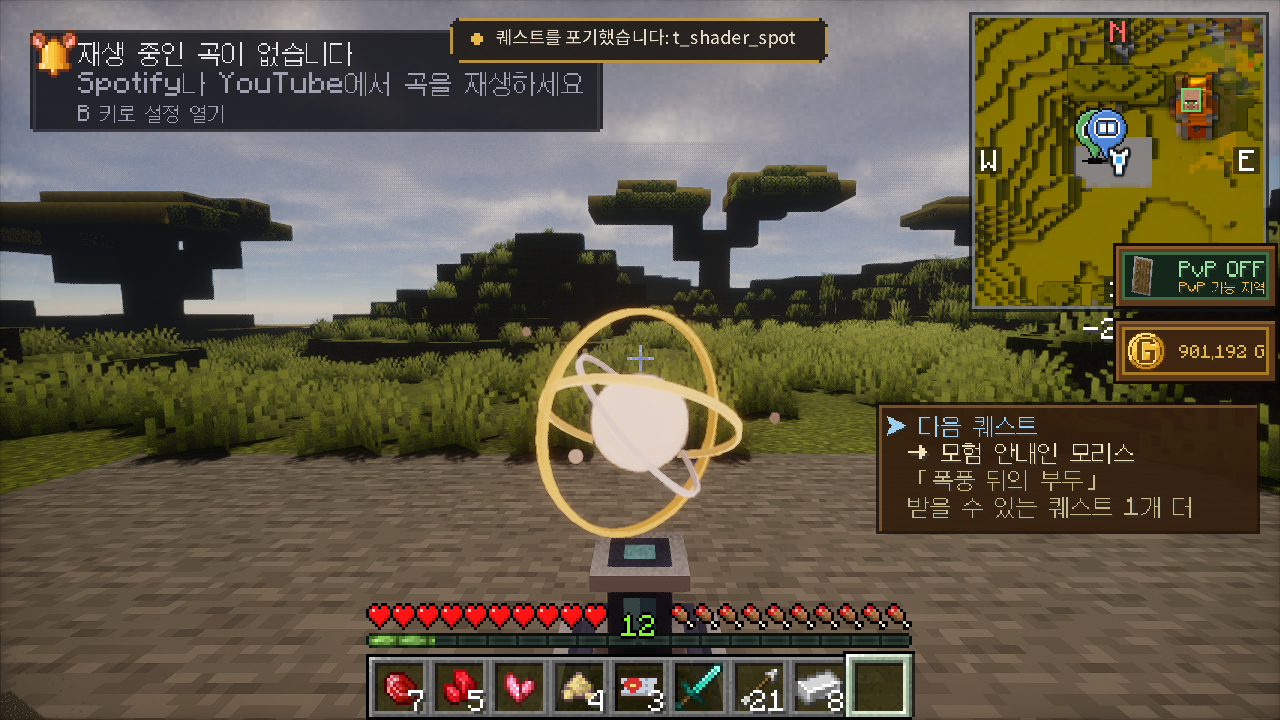 재생 중인 곡이 없습니다
Spotify나 YouTube에서 곡을 재생하세요
B 키로 설정 열기
퀘스트를 포기했습니다: t_shader_spot
N
W
E
PvP OFF
PvP 가능 지역
901,192 G
다음 퀘스트
→ 모험 안내인 모리스
「폭풍 뒤의 부두」
받을 수 있는 퀘스트 1개 더
12
7
5
4
3
21
8